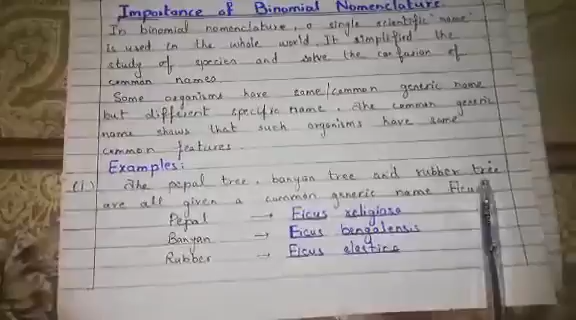 Importance of Binomial Nomenclature
In binomial nomenclature, a single scientific name
is used in the whole world. It simplified the
study of species and solve the confusion of
common names
Some organisms have same/common generic name
but different specific name. The common generic
name shows that such organisms have some
common features.
Examples:
(i) The pepal tree, banyan tree and rubber tree
are all given a common generic name Ficus
Pepal → Ficus religiosa
Banyan → Ficus bengalensis
Rubber → Ficus elastica